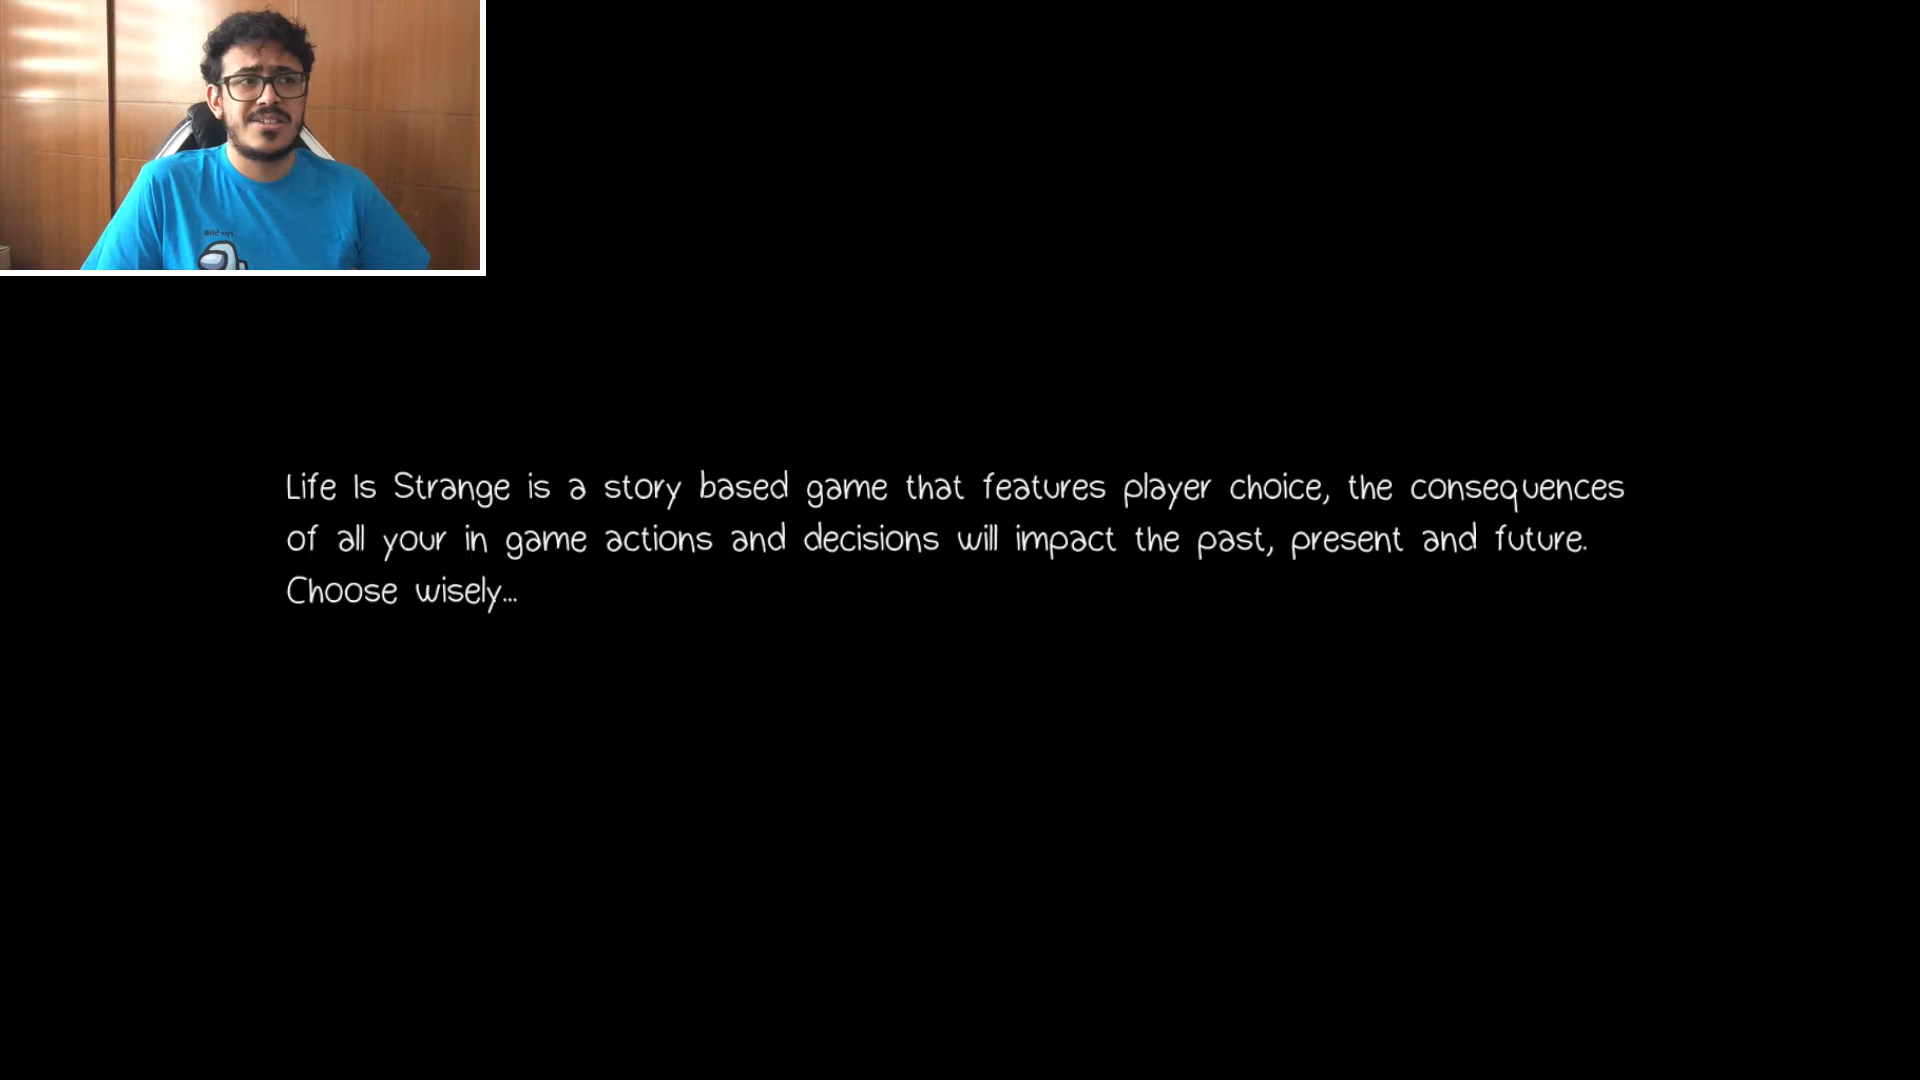 Life Is Strange is a story based game that features player choice, the consequences
of all your in game actions and decisions will impact the past, present and future.
Choose wisely...